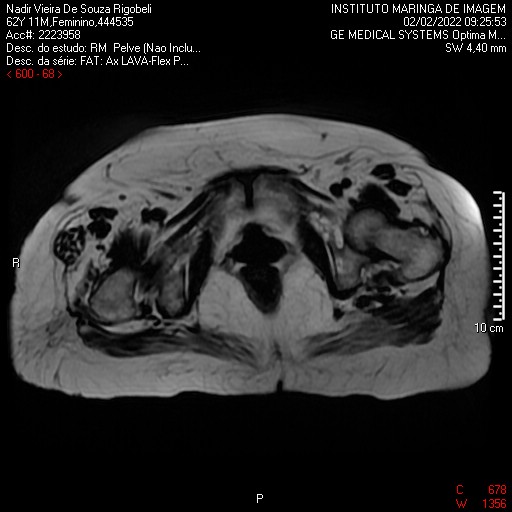 Nadir Vieira De Souza Rigobeli
62Y 11M,Feminino,444535
Acc#: 2223958
Desc. do estudo: RM Pelve (Nao Inclu...
Desc. da série: FAT: Ax LAVA-Flex P...
< 600 - 68 >
INSTITUTO MARINGA DE IMAGEM
02/02/2022 09:25:53
GE MEDICAL SYSTEMS Optima M...
SW 4,40 mm
R
10 cm
P
C 678
W 1356